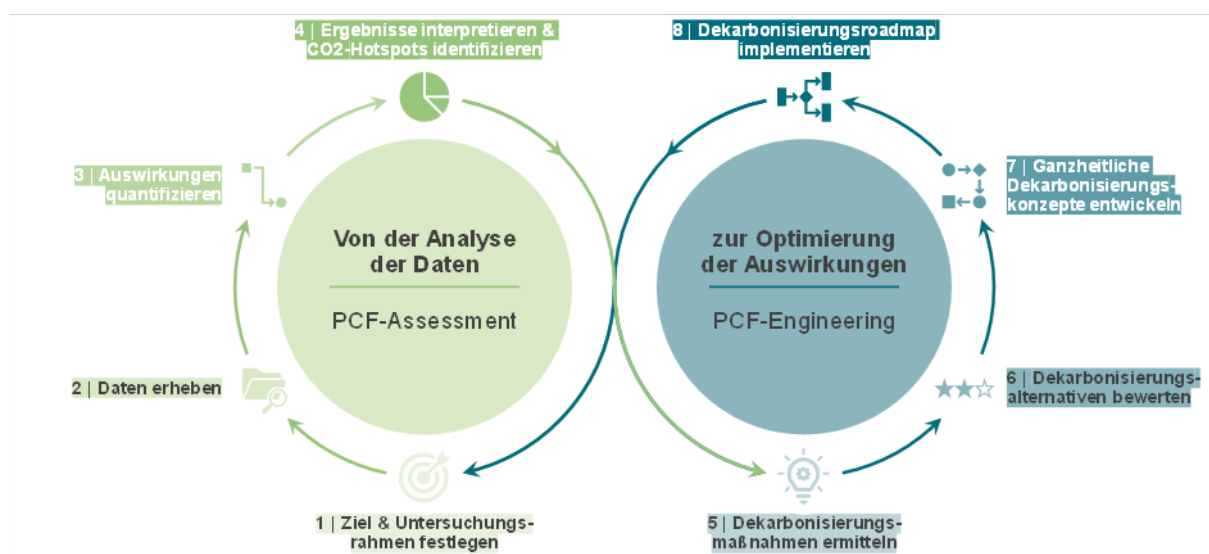 4 | Ergebnisse interpretieren &
CO2-Hotspots identifizieren
8 | Dekarbonisierungsroadmap
implementieren
3 | Auswirkungen
quantifizieren
7 | Ganzheitliche
Dekarbonisierungs-
konzepte entwickeln
Von der Analyse
der Daten
PCF-Assessment
zur Optimierung
der Auswirkungen
PCF-Engineering
2 | Daten erheben
6 | Dekarbonisierungs-
alternativen bewerten
1 | Ziel & Untersuchungs-
rahmen festlegen
5 | Dekarbonisierungs-
maßnahmen ermitteln